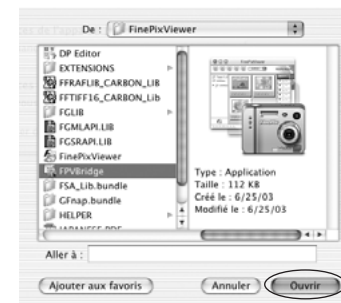 De : FinePixViewer
DP Editor
EXTENSIONS
FFRAFLIB_CARBON_LIB
FFTIFF16_CARBON_Lib
FGLIB
FGMLAPI.LIB
FGSRAPI.LIB
FinePixViewer
FPVBridge
FSA_Lib.bundle
GFnap.bundle
HELPER
JAPANESE.PDF
Type : Application
Taille : 112 KB
Créé le : 6/25/03
Modifié le : 6/25/03
Aller à :
Ajouter aux favoris
Annuler
Ouvrir